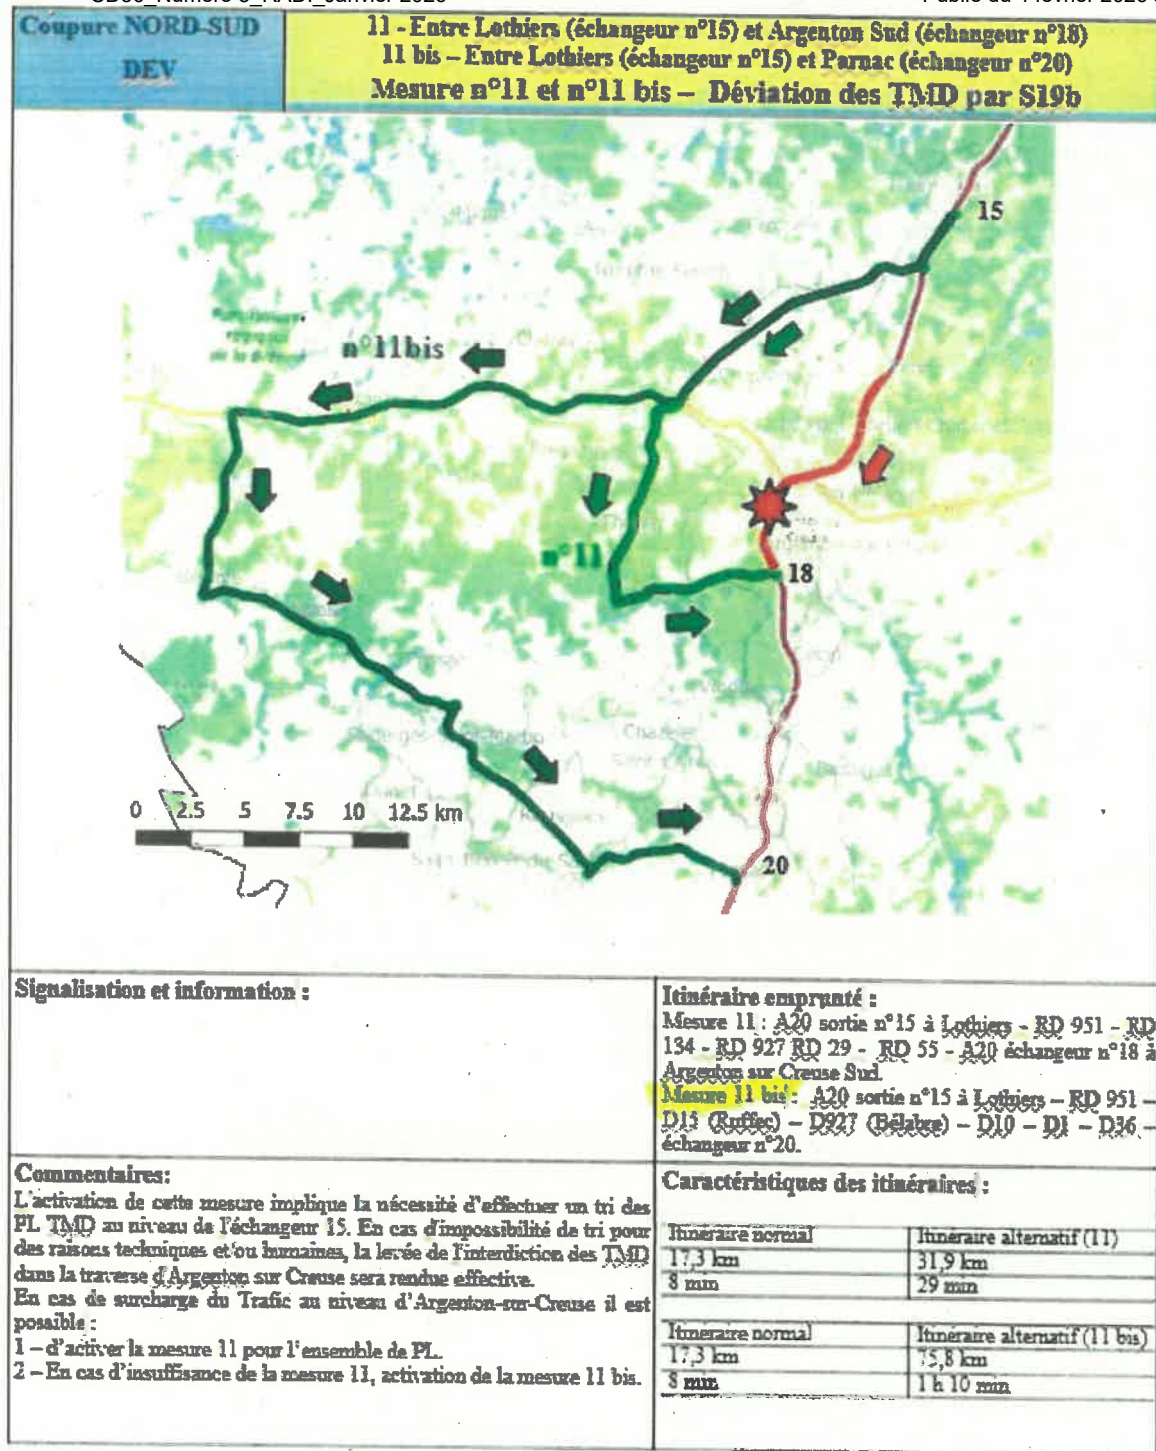 Coupure NORD-SUD
DEV
11 - Entre Lothiers (échangeur n°15) et Argenton Sud (échangeur n°18)
11 bis – Entre Lothiers (échangeur n°15) et Parnac (échangeur n°20)
Mesure n°11 et n°11 bis – Déviation des TMD par S19b
15
n°11bis
n°11
18
0 2.5 5 7.5 10 12.5 km
20
Signalisation et information :
Itinéraire emprunté :
Mesure 11 : A20 sortie n°15 à Lothiers - RD 951 - RD
134 - RD 927 RD 29 - RD 55 - A20 échangeur n°18 à
Argenton sur Creuse Sud.
Mesure 11 bis : A20 sortie n°15 à Lothiers – RD 951 –
D15 (Ruffec) – D927 (Bélabre) – D10 – D1 – D36 –
échangeur n°20.
Commentaires:
L'activation de cette mesure implique la nécessité d'effectuer un tri des
PL TMD au niveau de l'échangeur 15. En cas d'impossibilité de tri pour
des raisons techniques et/ou humaines, la levée de l'interdiction des TMD
dans la traverse d'Argenton sur Creuse sera rendue effective.
En cas de surcharge du Trafic au niveau d'Argenton-sur-Creuse il est
possible :
1 – d'activer la mesure 11 pour l'ensemble de PL.
2 – En cas d'insuffisance de la mesure 11, activation de la mesure 11 bis.
Caractéristiques des itinéraires :
Itinéraire normal Itinéraire alternatif (11)
17,3 km 31,9 km
8 min 29 min
Itinéraire normal Itinéraire alternatif (11 bis)
17,3 km 75,8 km
8 min 1 h 10 min